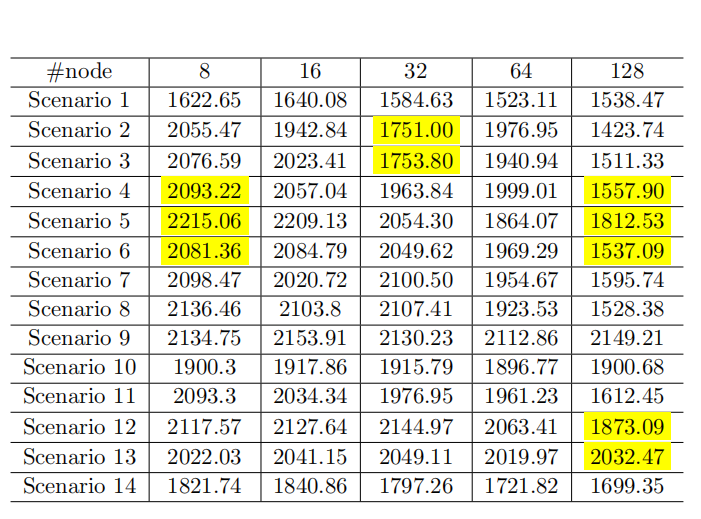 #node 8 16 32 64 128
Scenario 1 1622.65 1640.08 1584.63 1523.11 1538.47
Scenario 2 2055.47 1942.84 1751.00 1976.95 1423.74
Scenario 3 2076.59 2023.41 1753.80 1940.94 1511.33
Scenario 4 2093.22 2057.04 1963.84 1999.01 1557.90
Scenario 5 2215.06 2209.13 2054.30 1864.07 1812.53
Scenario 6 2081.36 2084.79 2049.62 1969.29 1537.09
Scenario 7 2098.47 2020.72 2100.50 1954.67 1595.74
Scenario 8 2136.46 2103.8 2107.41 1923.53 1528.38
Scenario 9 2134.75 2153.91 2130.23 2112.86 2149.21
Scenario 10 1900.3 1917.86 1915.79 1896.77 1900.68
Scenario 11 2093.3 2034.34 1976.95 1961.23 1612.45
Scenario 12 2117.57 2127.64 2144.97 2063.41 1873.09
Scenario 13 2022.03 2041.15 2049.11 2019.97 2032.47
Scenario 14 1821.74 1840.86 1797.26 1721.82 1699.35